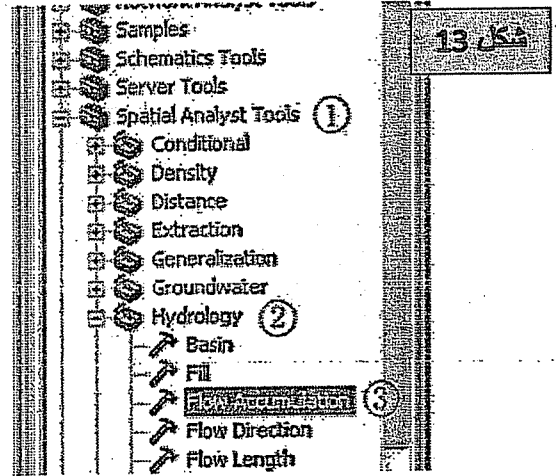 شكل 13
Samples
Schematics Tools
Server Tools
Spatial Analyst Tools ①
Conditional
Density
Distance
Extraction
Generalization
Groundwater
Hydrology ②
Basin
Fill
Flow Accumulation ③
Flow Direction
Flow Length